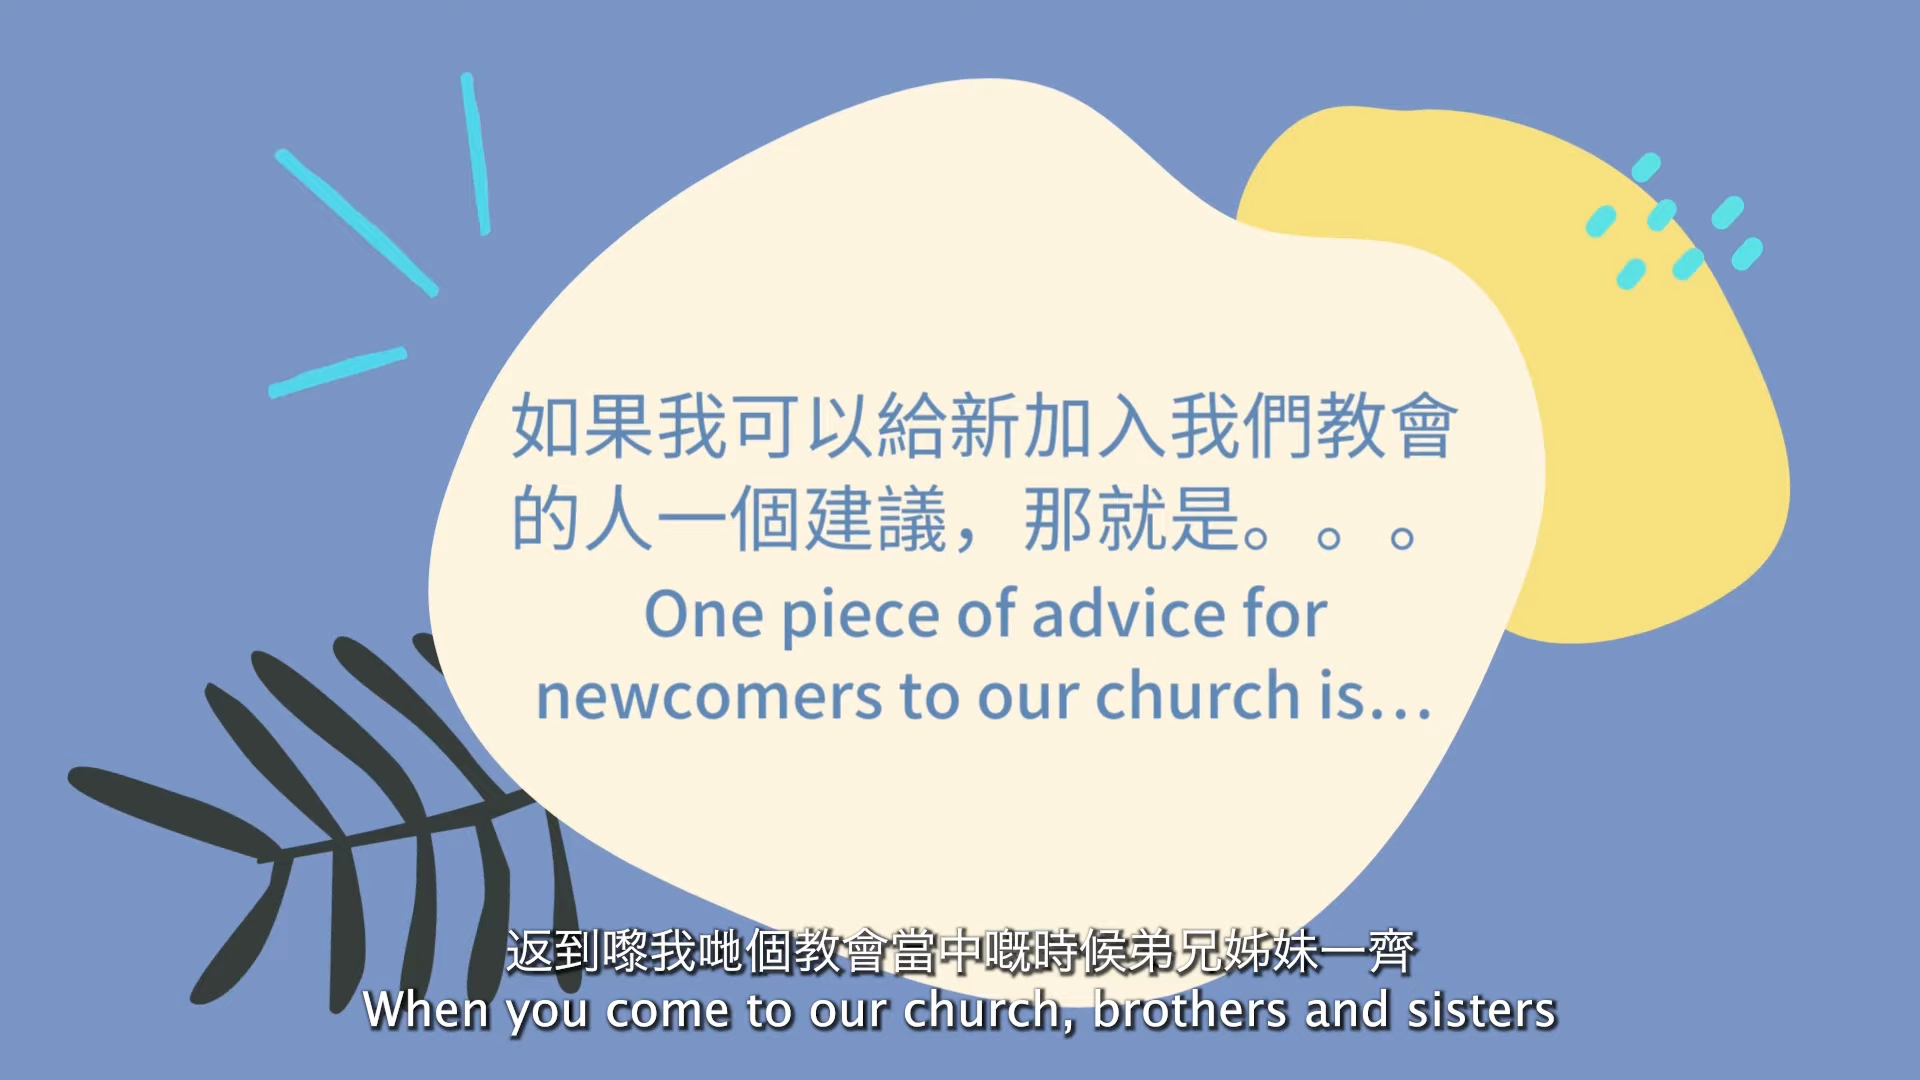 如果我可以給新加入我們教會
的人一個建議，那就是。。。
One piece of advice for
newcomers to our church is...
返到嚟我哋個教會當中嘅時候弟兄姊妹一齊
When you come to our church, brothers and sisters